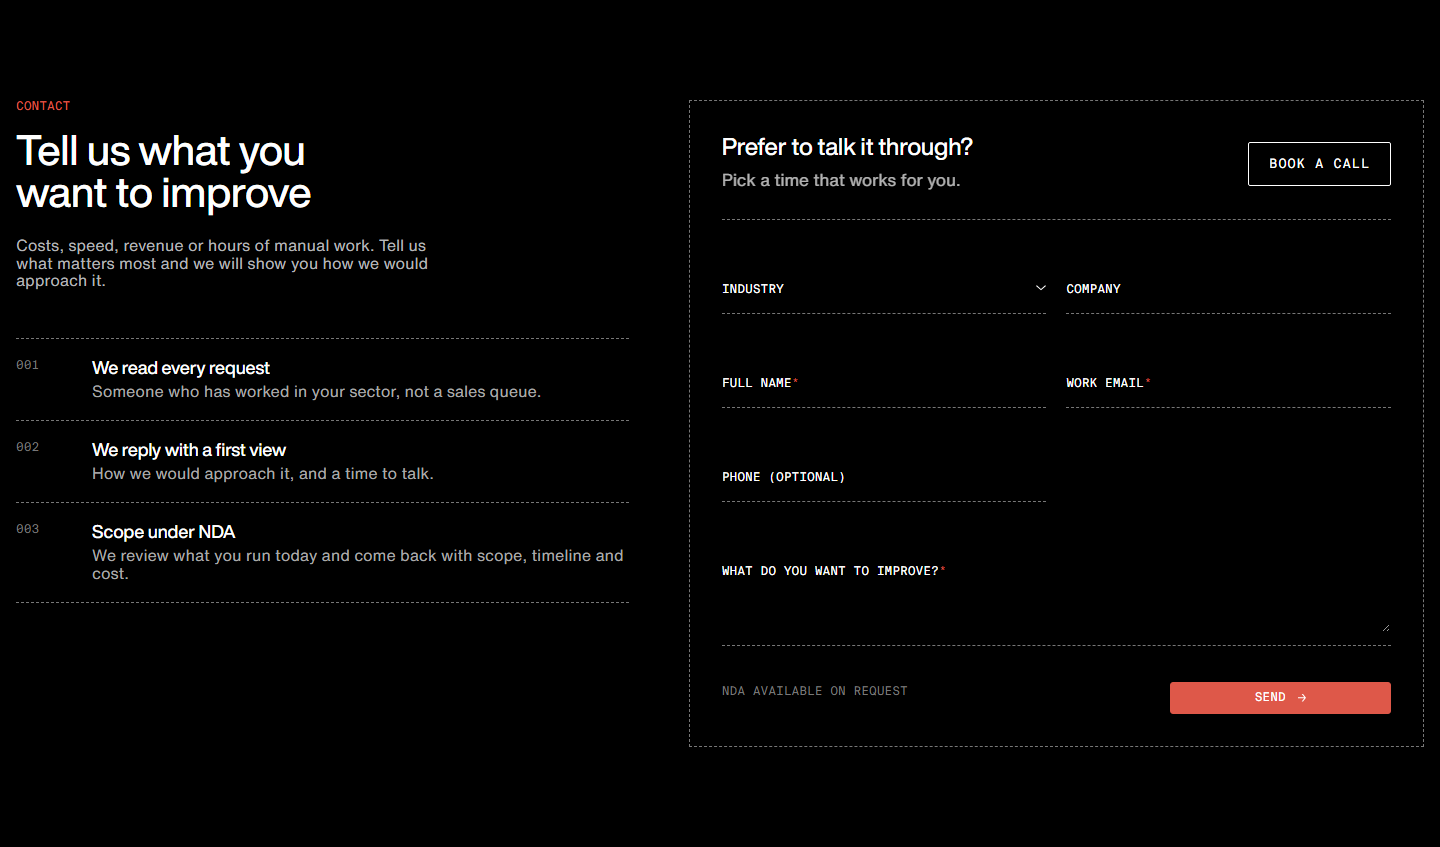 CONTACT
Tell us what you
want to improve
Costs, speed, revenue or hours of manual work. Tell us
what matters most and we will show you how we would
approach it.
001
We read every request
Someone who has worked in your sector, not a sales queue.
002
We reply with a first view
How we would approach it, and a time to talk.
003
Scope under NDA
We review what you run today and come back with scope, timeline and
cost.
Prefer to talk it through?
Pick a time that works for you.
BOOK A CALL
INDUSTRY
COMPANY
FULL NAME*
WORK EMAIL*
PHONE (OPTIONAL)
WHAT DO YOU WANT TO IMPROVE?*
NDA AVAILABLE ON REQUEST
SEND →